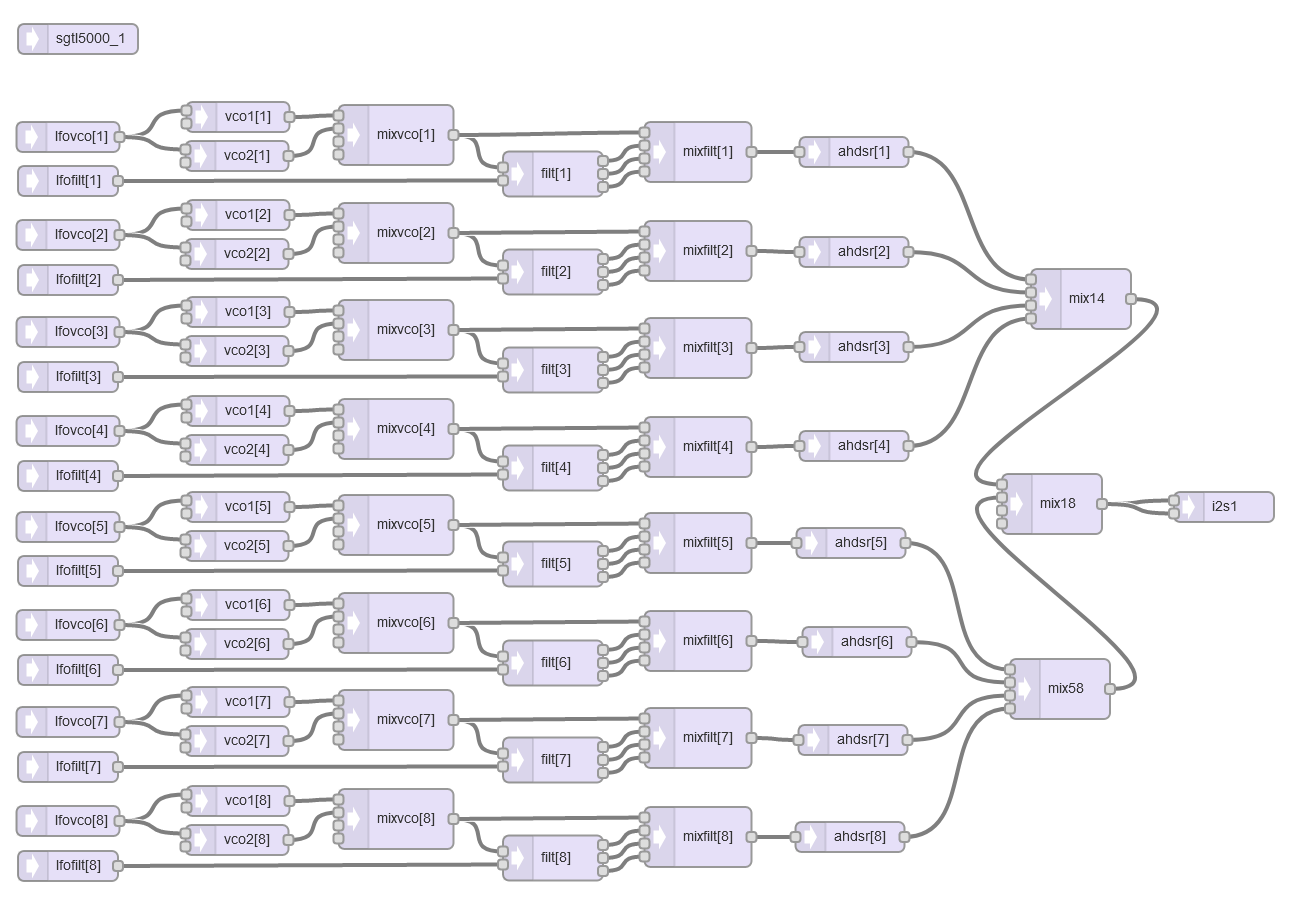 sgtl5000_1
lfovco[1]
vco1[1]
vco2[1]
mixvco[1]
lfofilt[1]
filt[1]
mixfilt[1]
ahdsr[1]
lfovco[2]
vco1[2]
vco2[2]
mixvco[2]
lfofilt[2]
filt[2]
mixfilt[2]
ahdsr[2]
lfovco[3]
vco1[3]
vco2[3]
mixvco[3]
lfofilt[3]
filt[3]
mixfilt[3]
ahdsr[3]
mix14
lfovco[4]
vco1[4]
vco2[4]
mixvco[4]
lfofilt[4]
filt[4]
mixfilt[4]
ahdsr[4]
mix18
i2s1
lfovco[5]
vco1[5]
vco2[5]
mixvco[5]
lfofilt[5]
filt[5]
mixfilt[5]
ahdsr[5]
lfovco[6]
vco1[6]
vco2[6]
mixvco[6]
lfofilt[6]
filt[6]
mixfilt[6]
ahdsr[6]
mix58
lfovco[7]
vco1[7]
vco2[7]
mixvco[7]
lfofilt[7]
filt[7]
mixfilt[7]
ahdsr[7]
lfovco[8]
vco1[8]
vco2[8]
mixvco[8]
lfofilt[8]
filt[8]
mixfilt[8]
ahdsr[8]